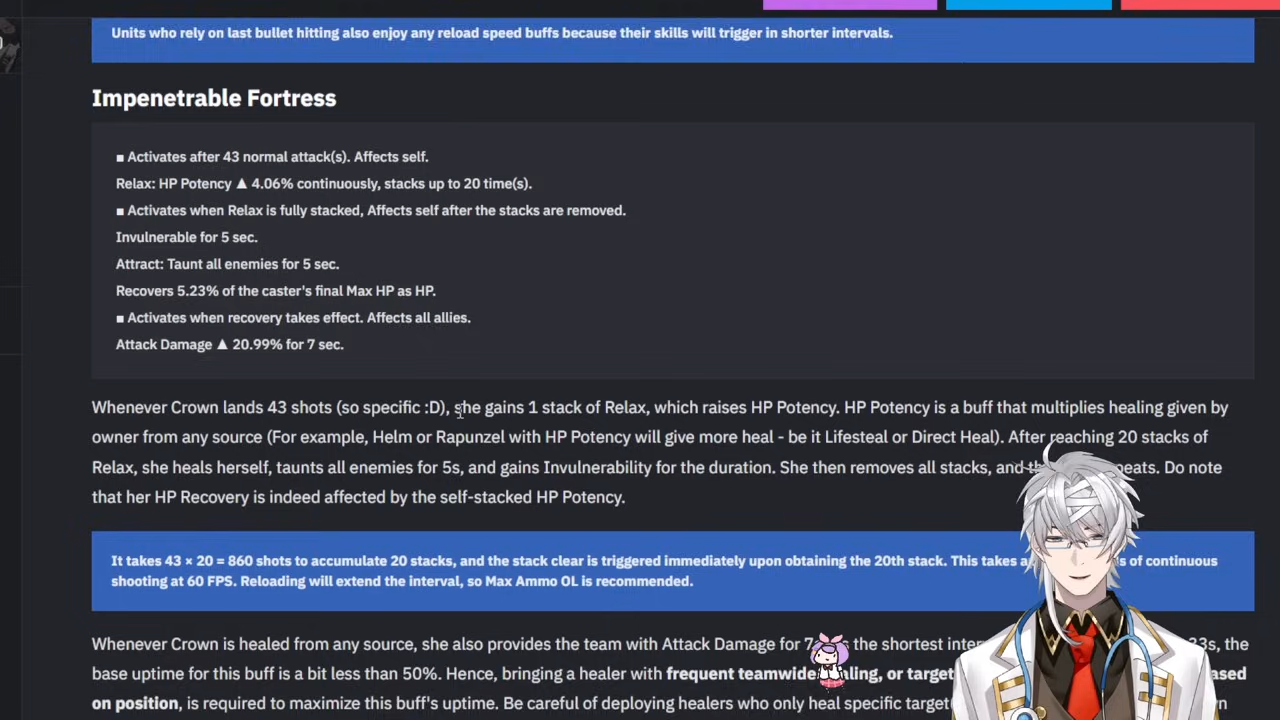 Units who rely on last bullet hitting also enjoy any reload speed buffs because their skills will trigger in shorter intervals.
Impenetrable Fortress
■ Activates after 43 normal attack(s). Affects self.
Relax: HP Potency ▲ 4.06% continuously, stacks up to 20 time(s).
■ Activates when Relax is fully stacked, Affects self after the stacks are removed.
Invulnerable for 5 sec.
Attract: Taunt all enemies for 5 sec.
Recovers 5.23% of the caster's final Max HP as HP.
■ Activates when recovery takes effect. Affects all allies.
Attack Damage ▲ 20.99% for 7 sec.
Whenever Crown lands 43 shots (so specific :D), she gains 1 stack of Relax, which raises HP Potency. HP Potency is a buff that multiplies healing given by
owner from any source (For example, Helm or Rapunzel with HP Potency will give more heal - be it Lifesteal or Direct Heal). After reaching 20 stacks of
Relax, she heals herself, taunts all enemies for 5s, and gains Invulnerability for the duration. She then removes all stacks, and Do note
that her HP Recovery is indeed affected by the self-stacked HP Potency.
It takes 43 × 20 = 860 shots to accumulate 20 stacks, and the stack clear is triggered immediately upon obtaining the 20th stack. This takes of continuous
shooting at 60 FPS. Reloading will extend the interval, so Max Ammo OL is recommended.
Whenever Crown is healed from any source, she also provides the team with Attack Damage for the shortest the
base uptime for this buff is a bit less than 50%. Hence, bringing a healer with frequent teamwide or
on position, is required to maximize this buff's uptime. Be careful of deploying healers who only heal specific